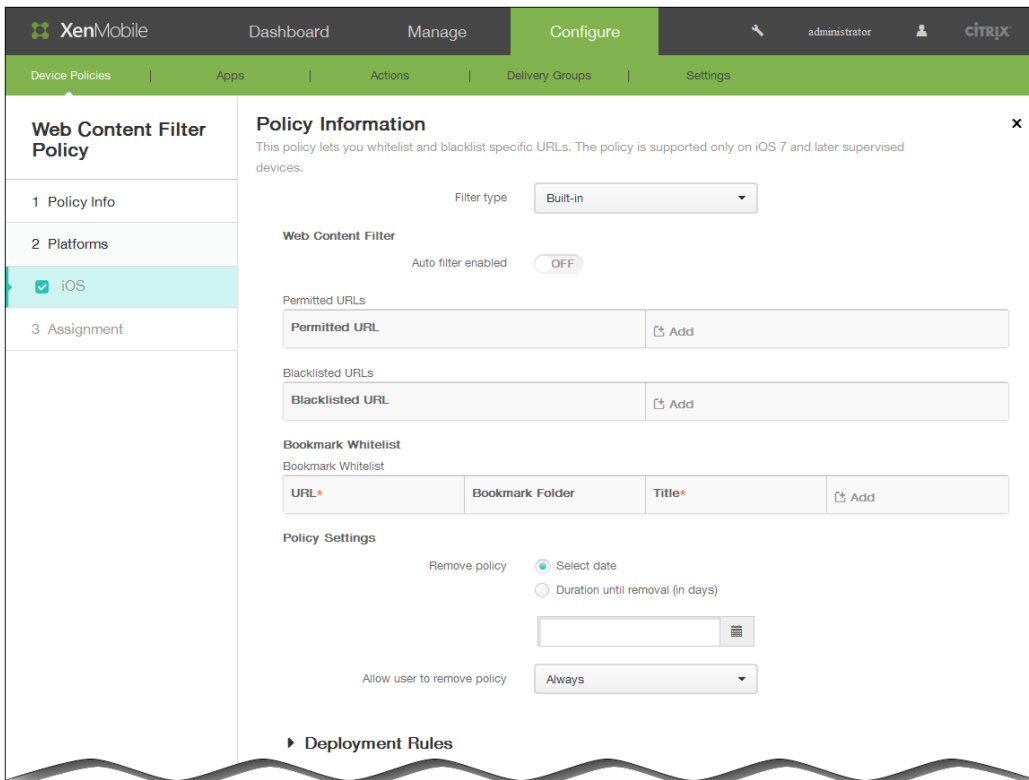 XenMobile Dashboard Manage Configure administrator CİTRIX
Device Policies | Apps | Actions | Delivery Groups | Settings
Web Content Filter
Policy
1 Policy Info
2 Platforms
iOS
3 Assignment
Policy Information x
This policy lets you whitelist and blacklist specific URLs. The policy is supported only on iOS 7 and later supervised
devices.
Filter type Built-in
Web Content Filter
Auto filter enabled OFF
Permitted URLs
Permitted URL Add
Blacklisted URLs
Blacklisted URL Add
Bookmark Whitelist
Bookmark Whitelist
URL* Bookmark Folder Title* Add
Policy Settings
Remove policy Select date
Duration until removal (in days)
Allow user to remove policy Always
Deployment Rules